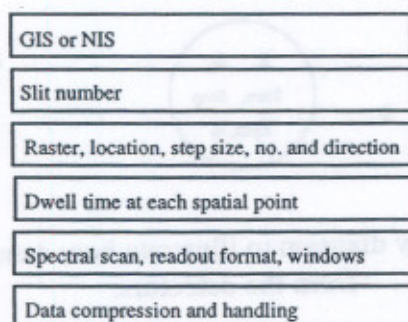 GIS or NIS
Slit number
Raster, location, step size, no. and direction
Dwell time at each spatial point
Spectral scan, readout format, windows
Data compression and handling